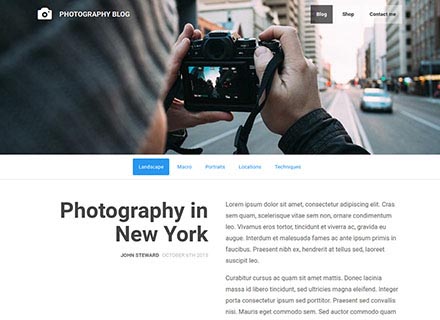 PHOTOGRAPHY BLOG
Blog Shop Contact me
Landscape Macro Portraits Locations Techniques
Photography in
New York
JOHN STEWARD OCTOBER 6TH 2015
Lorem ipsum dolor sit amet, consectetur adipiscing elit. Cras
sem quam, scelerisque vitae sem non, ornare condimentum
leo. Vivamus eros tortor, tincidunt et viverra ac, gravida eu
augue. Interdum et malesuada fames ac ante ipsum primis in
faucibus. Praesent nibh ex, hendrerit at tellus sed, laoreet
suscipit leo.
Curabitur cursus ac quam sit amet mattis. Donec lacinia
massa id libero tincidunt, sed ultricies magna eleifend. Integer
porta consectetur ipsum sed porttitor. Praesent sed convallis
nisi. Mauris eget commodo sem. Sed auctor commodo quam